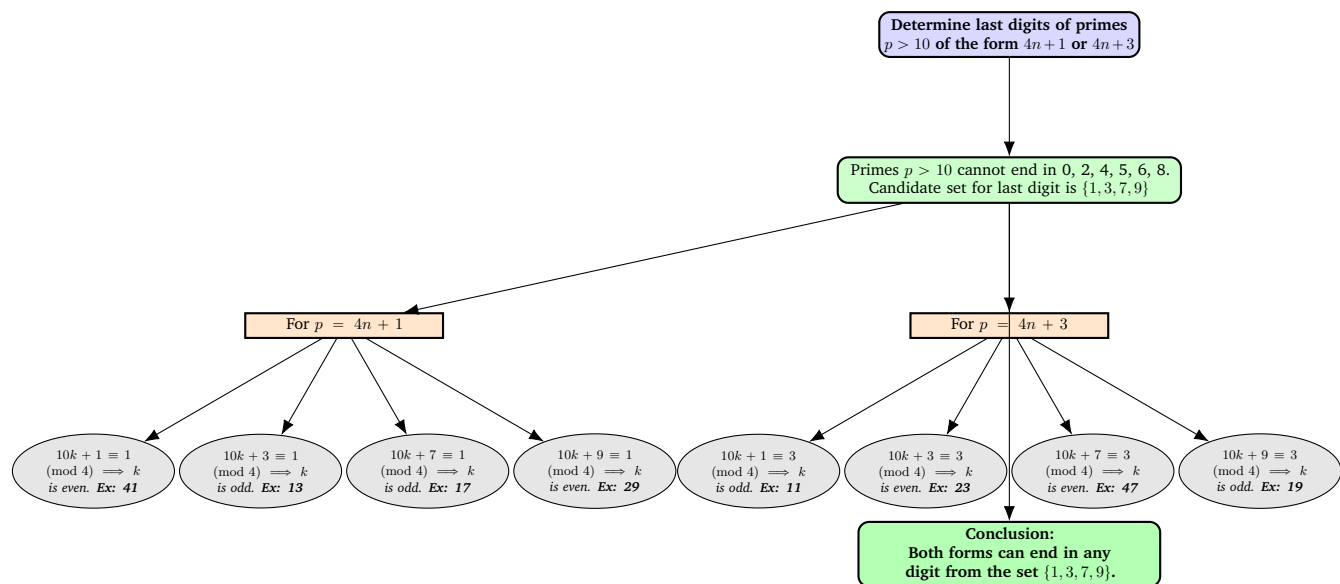 Determine last digits of primes
p > 10 of the form 4n+1 or 4n+3
Primes p > 10 cannot end in 0, 2, 4, 5, 6, 8.
Candidate set for last digit is {1, 3, 7, 9}
For p = 4n + 1
For p = 4n + 3
10k + 1 ≡ 1
(mod 4) ⟹ k
is even. Ex: 41
10k + 3 ≡ 1
(mod 4) ⟹ k
is odd. Ex: 13
10k + 7 ≡ 1
(mod 4) ⟹ k
is odd. Ex: 17
10k + 9 ≡ 1
(mod 4) ⟹ k
is even. Ex: 29
10k + 1 ≡ 3
(mod 4) ⟹ k
is odd. Ex: 11
10k + 3 ≡ 3
(mod 4) ⟹ k
is even. Ex: 23
10k + 7 ≡ 3
(mod 4) ⟹ k
is even. Ex: 47
10k + 9 ≡ 3
(mod 4) ⟹ k
is odd. Ex: 19
Conclusion:
Both forms can end in any
digit from the set {1, 3, 7, 9}.